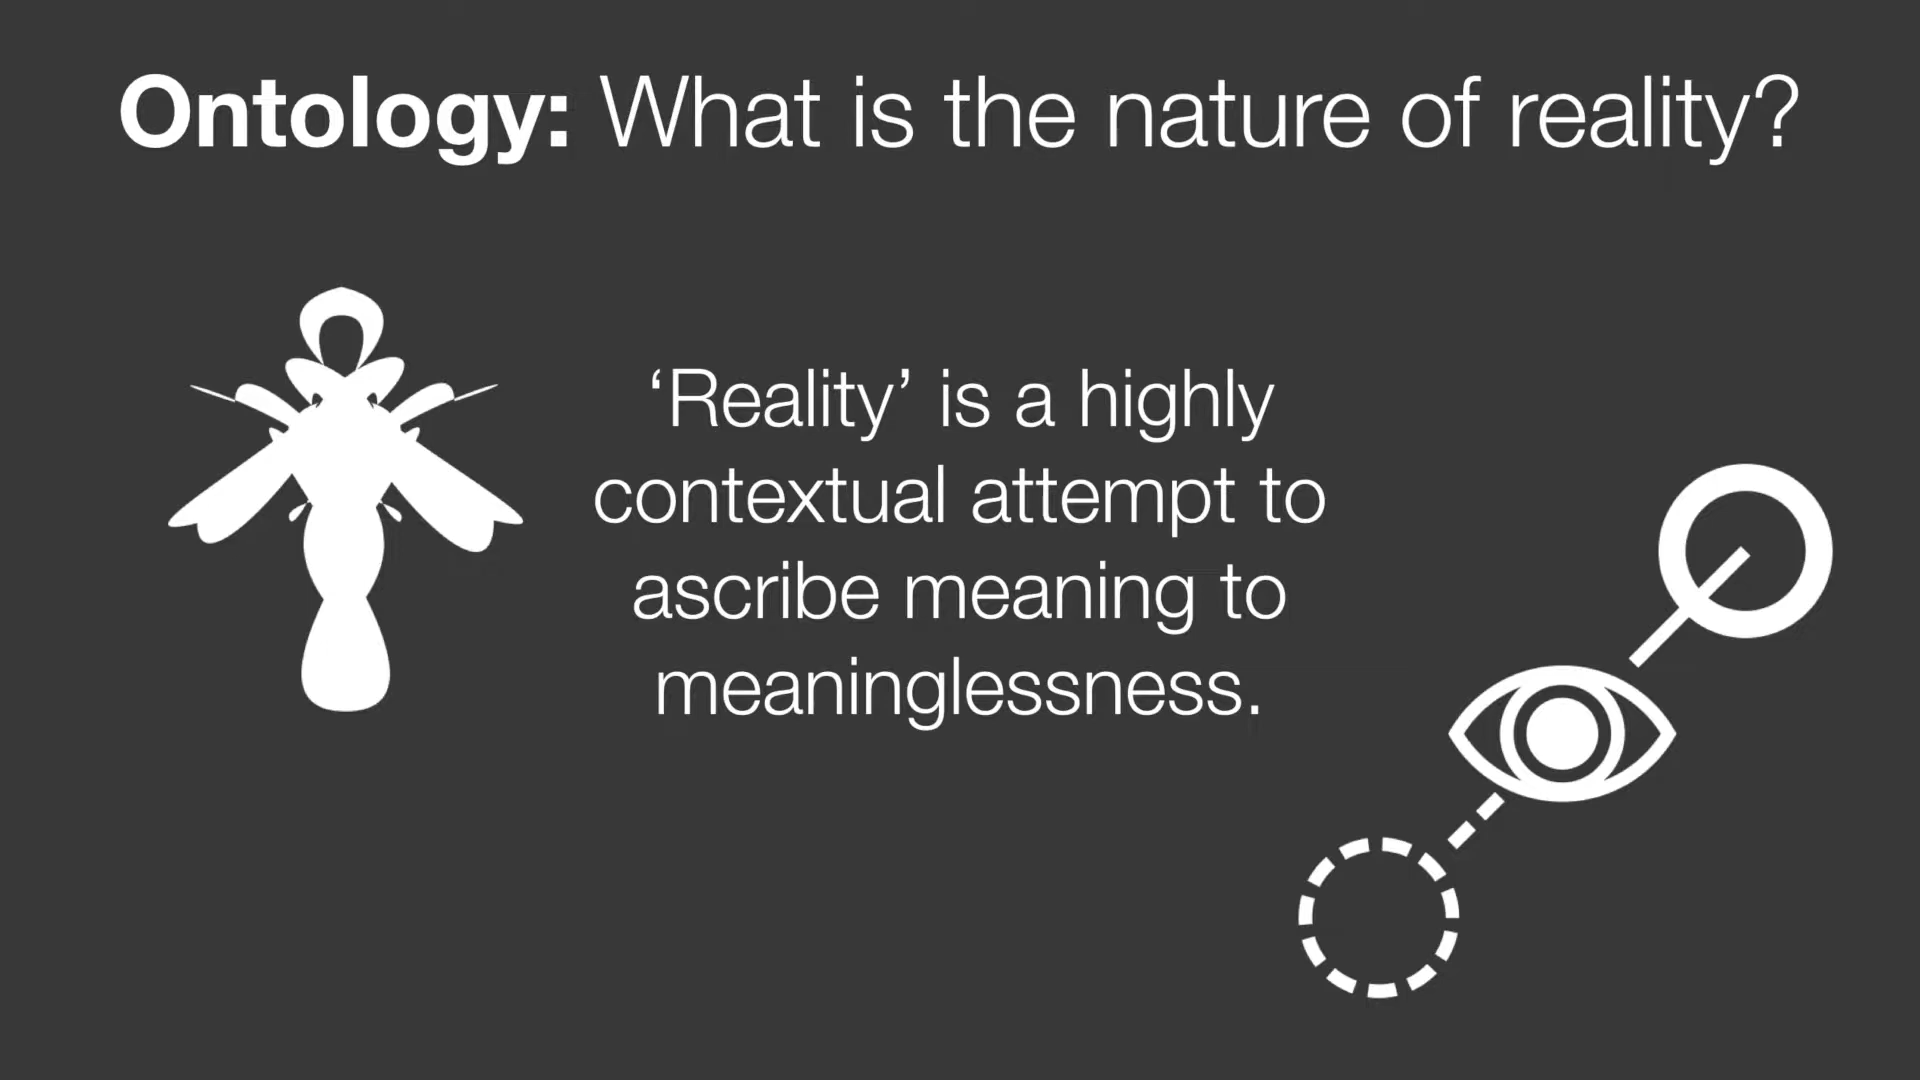 Ontology: What is the nature of reality?
‘Reality’ is a highly
contextual attempt to
ascribe meaning to
meaninglessness.